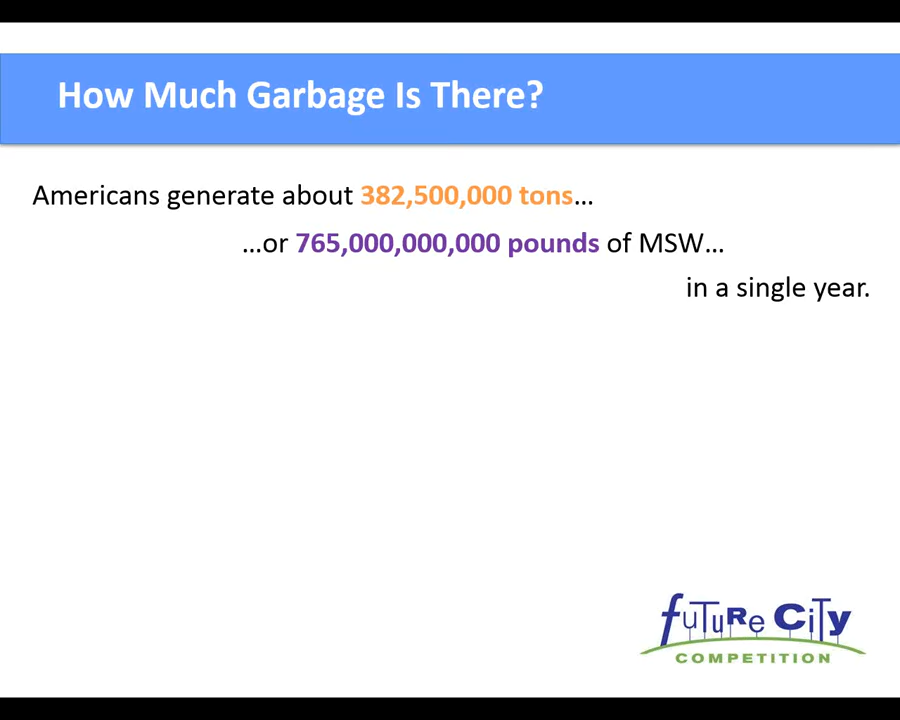 How Much Garbage Is There?
Americans generate about 382,500,000 tons…
…or 765,000,000,000 pounds of MSW…
in a single year.
FuTuRe CiTy
COMPETITION